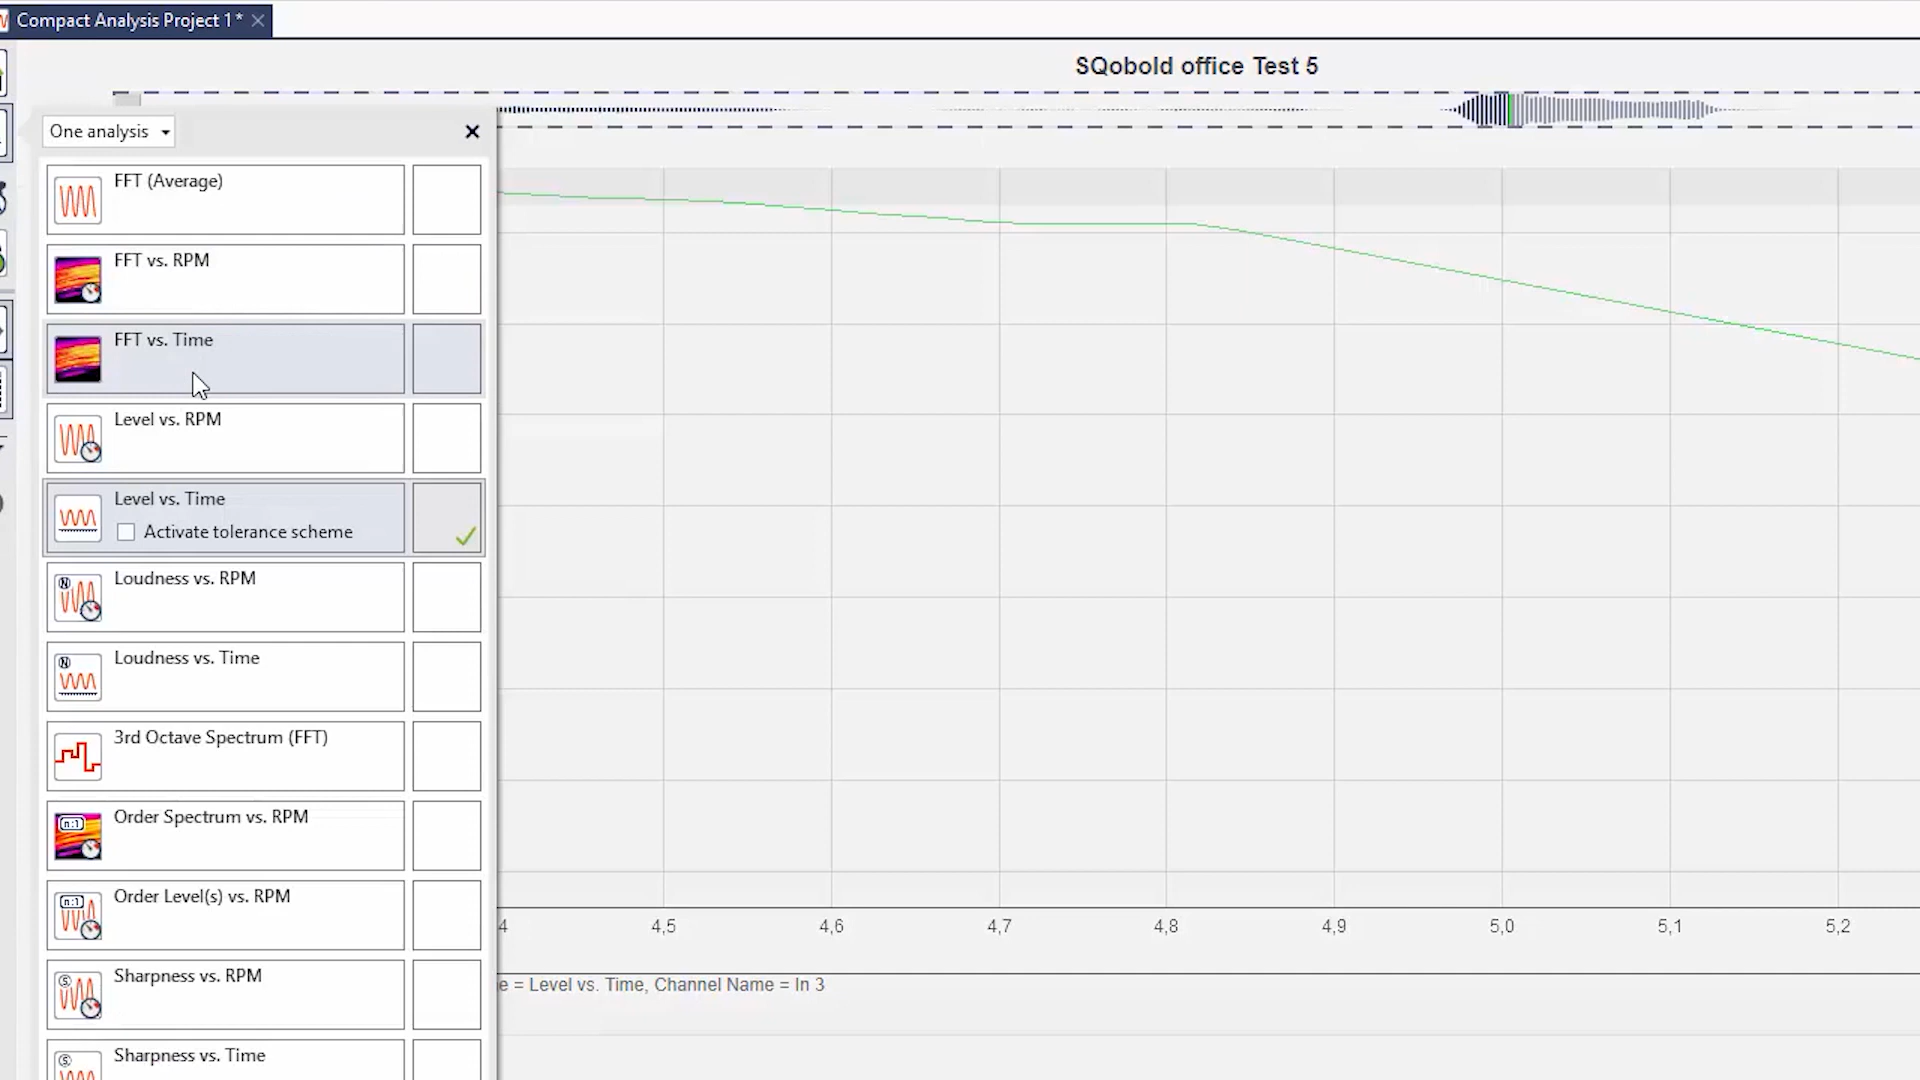 Compact Analysis Project 1*
SQobold office Test 5
One analysis
FFT (Average)
FFT vs. RPM
FFT vs. Time
Level vs. RPM
Level vs. Time
Activate tolerance scheme
Loudness vs. RPM
Loudness vs. Time
3rd Octave Spectrum (FFT)
Order Spectrum vs. RPM
Order Level(s) vs. RPM
Sharpness vs. RPM
Sharpness vs. Time
4 4,5 4,6 4,7 4,8 4,9 5,0 5,1 5,2
e = Level vs. Time, Channel Name = In 3